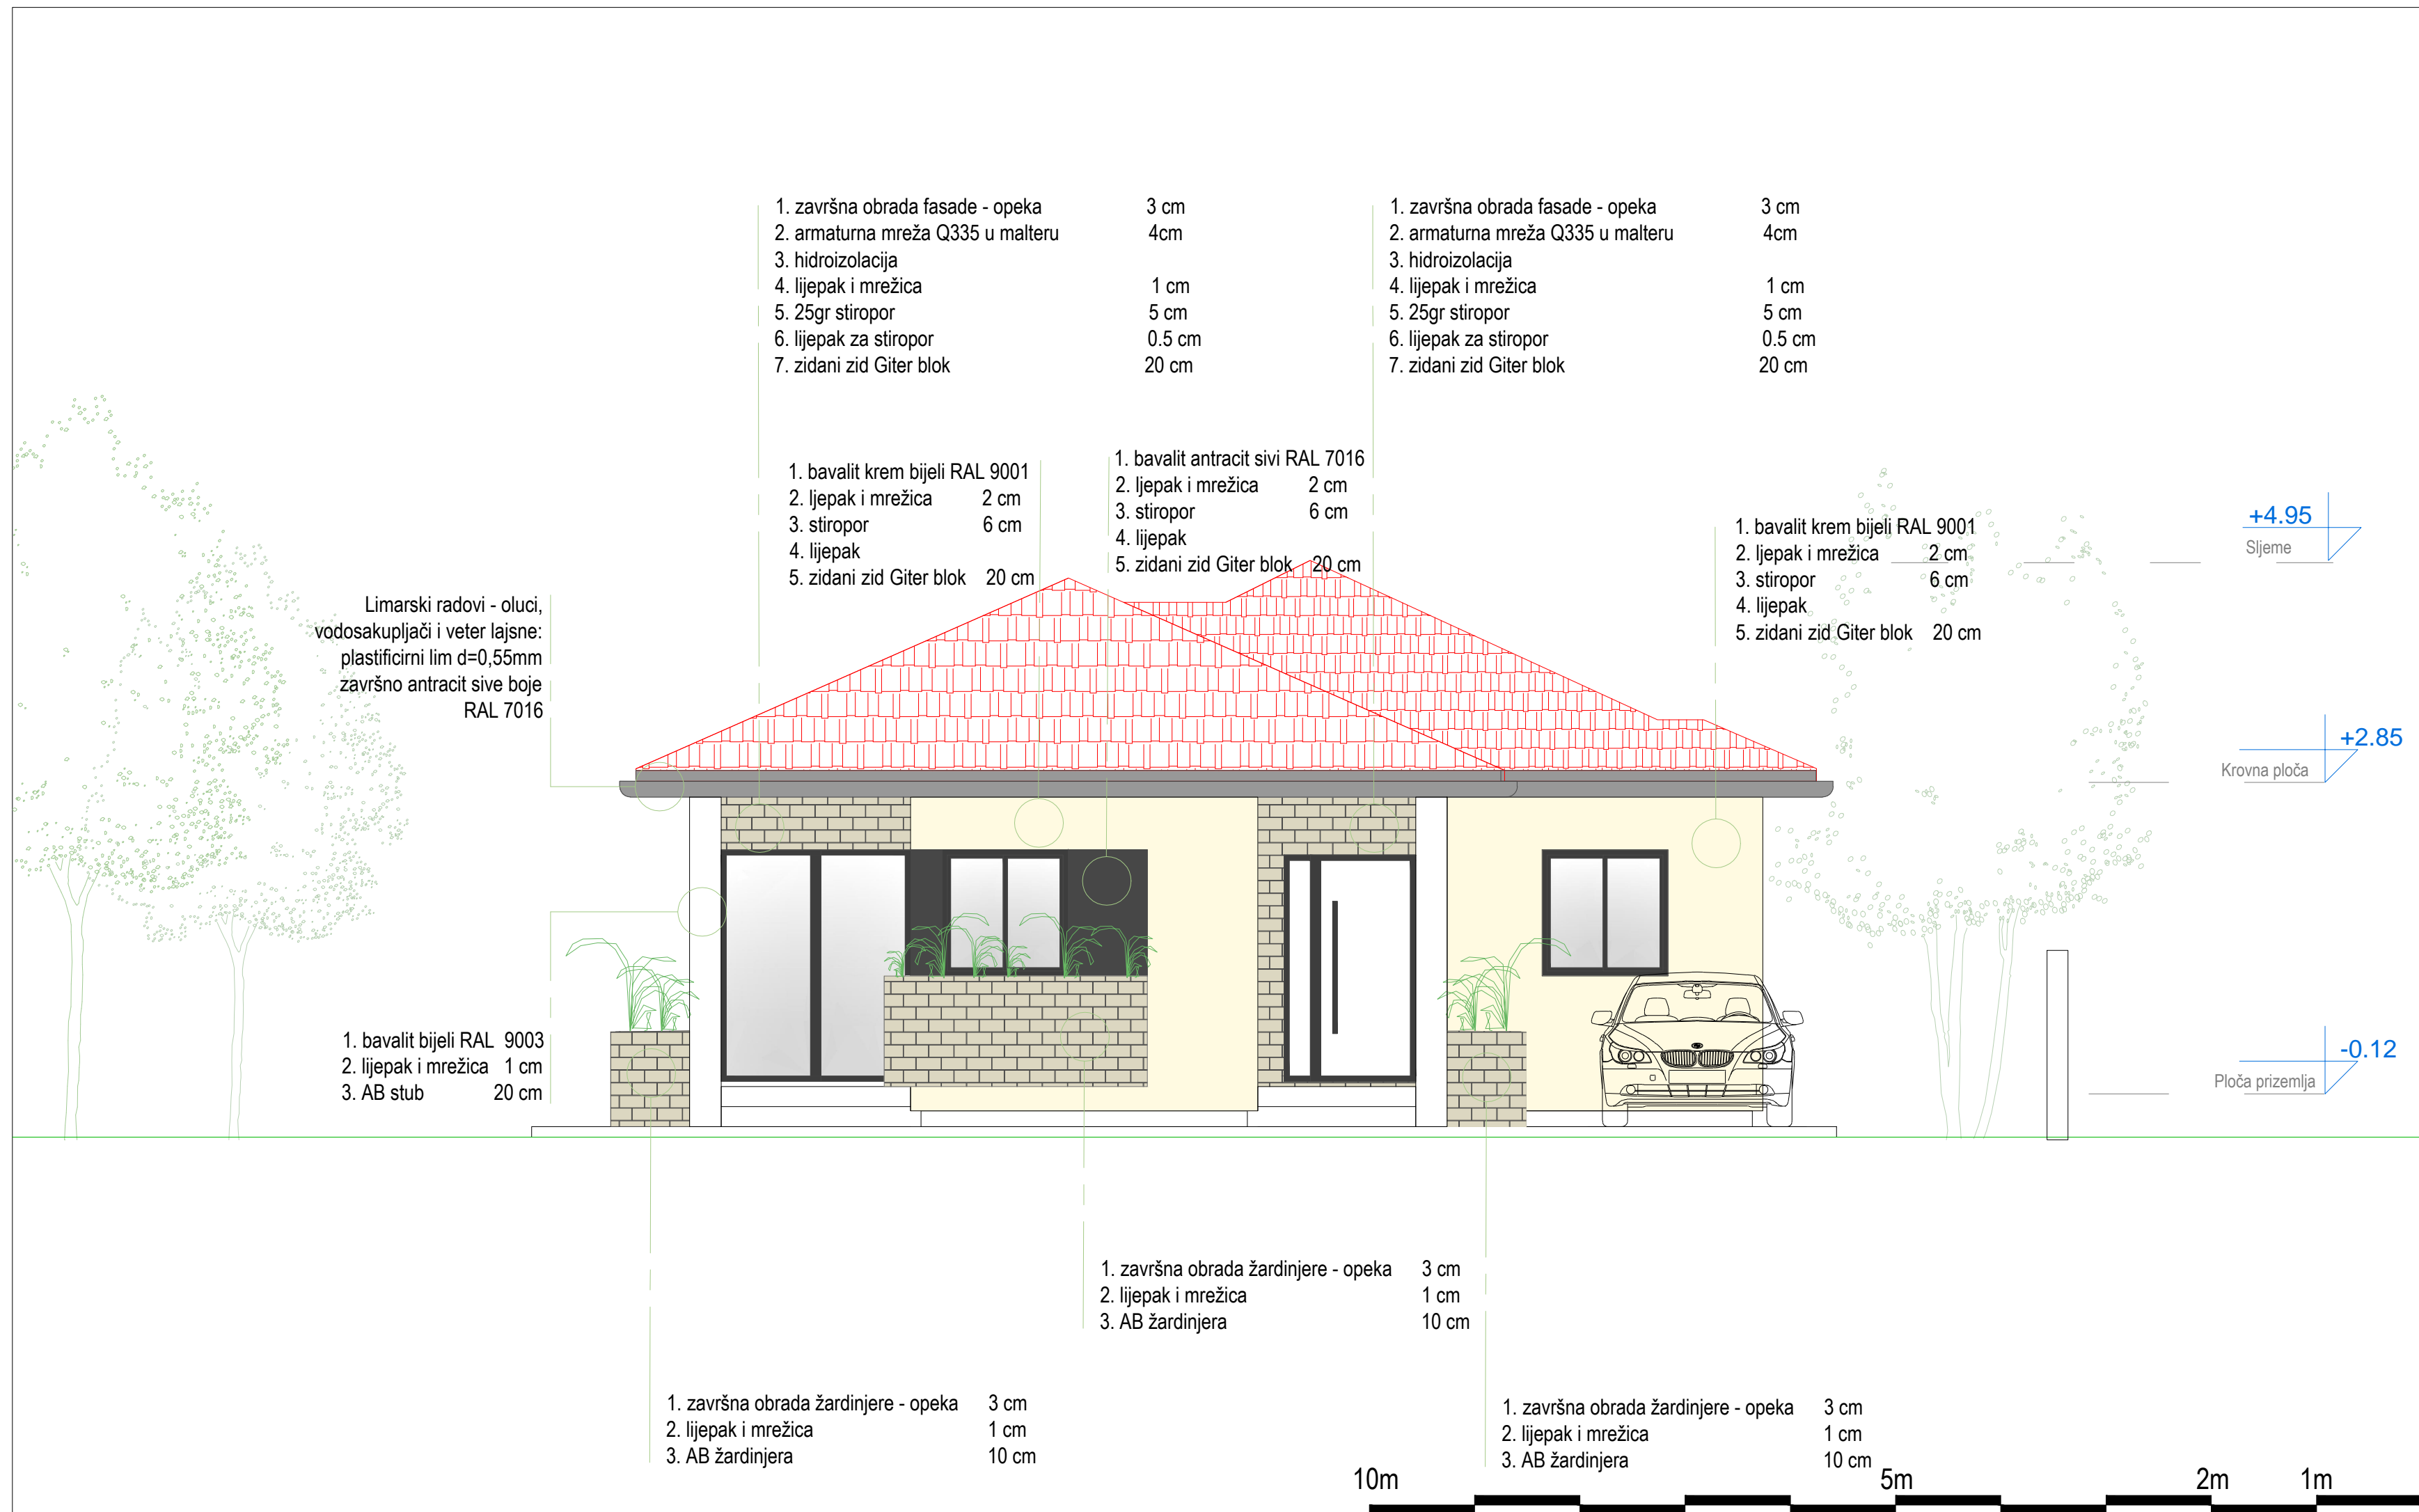 1. završna obrada fasade - opeka 3 cm
2. armaturna mreža Q335 u malteru 4cm
3. hidroizolacija
4. lijepak i mrežica 1 cm
5. 25gr stiropor 5 cm
6. lijepak za stiropor 0.5 cm
7. zidani zid Giter blok 20 cm
1. završna obrada fasade - opeka 3 cm
2. armaturna mreža Q335 u malteru 4cm
3. hidroizolacija
4. lijepak i mrežica 1 cm
5. 25gr stiropor 5 cm
6. lijepak za stiropor 0.5 cm
7. zidani zid Giter blok 20 cm
1. bavalit krem bijeli RAL 9001
2. ljepak i mrežica 2 cm
3. stiropor 6 cm
4. lijepak
5. zidani zid Giter blok 20 cm
1. bavalit antracit sivi RAL 7016
2. ljepak i mrežica 2 cm
3. stiropor 6 cm
4. lijepak
5. zidani zid Giter blok 20 cm
1. bavalit krem bijeli RAL 9001
2. ljepak i mrežica 2 cm
3. stiropor 6 cm
4. lijepak
5. zidani zid Giter blok 20 cm
+4.95
Sljeme
Limarski radovi - oluci,
vodosakupljači i veter lajsne:
plastificirni lim d=0,55mm
završno antracit sive boje
RAL 7016
+2.85
Krovna ploča
1. bavalit bijeli RAL 9003
2. lijepak i mrežica 1 cm
3. AB stub 20 cm
-0.12
Ploča prizemlja
1. završna obrada žardinjere - opeka 3 cm
2. lijepak i mrežica 1 cm
3. AB žardinjera 10 cm
1. završna obrada žardinjere - opeka 3 cm
2. lijepak i mrežica 1 cm
3. AB žardinjera 10 cm
1. završna obrada žardinjere - opeka 3 cm
2. lijepak i mrežica 1 cm
3. AB žardinjera 10 cm
10m 5m 2m 1m